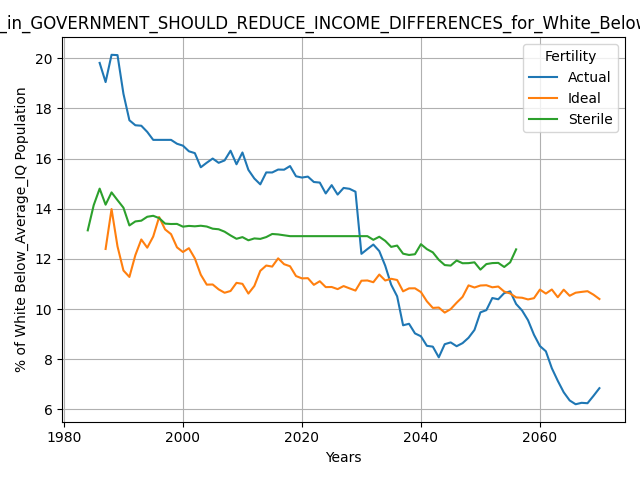 _in_GOVERNMENT_SHOULD_REDUCE_INCOME_DIFFERENCES_for_White_Below
% of White Below_Average_IQ Population
20
18
16
14
12
10
8
6
Fertility
Actual
Ideal
Sterile
1980
2000
2020
2040
2060
Years